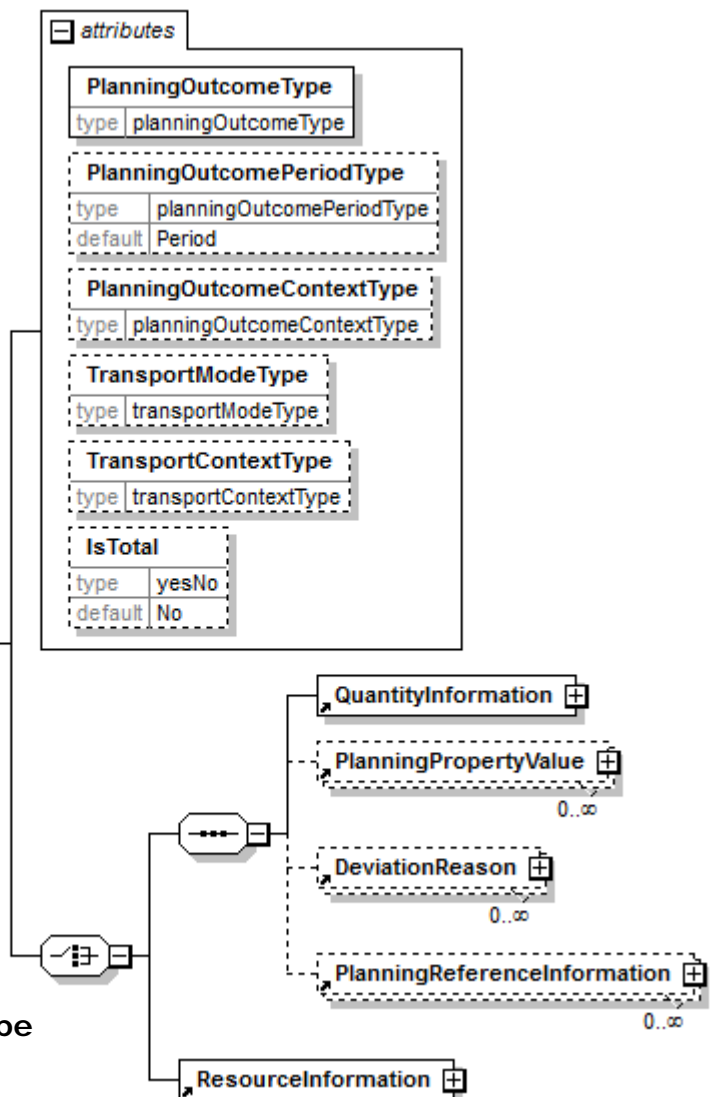 attributes
PlanningOutcomeType
type planningOutcomeType
PlanningOutcomePeriodType
type planningOutcomePeriodType
default Period
PlanningOutcomeContextType
type planningOutcomeContextType
TransportModeType
type transportModeType
TransportContextType
type transportContextType
IsTotal
type yesNo
default No
QuantityInformation
PlanningPropertyValue
0..∞
DeviationReason
0..∞
PlanningReferenceInformation
0..∞
pe
ResourceInformation